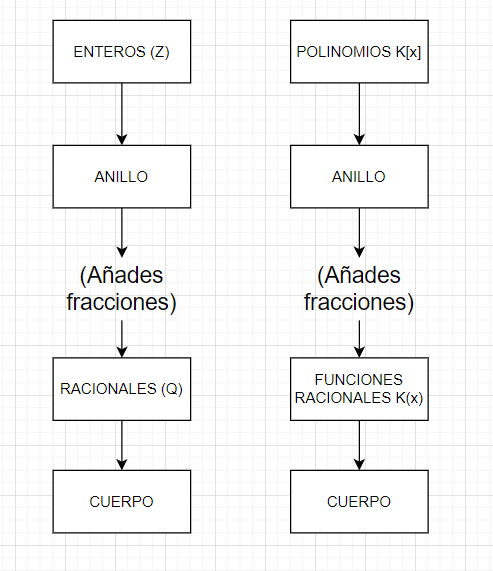 ENTEROS (Z)
ANILLO
(Añades
fracciones)
RACIONALES (Q)
CUERPO
POLINOMIOS K[x]
ANILLO
(Añades
fracciones)
FUNCIONES
RACIONALES K(x)
CUERPO